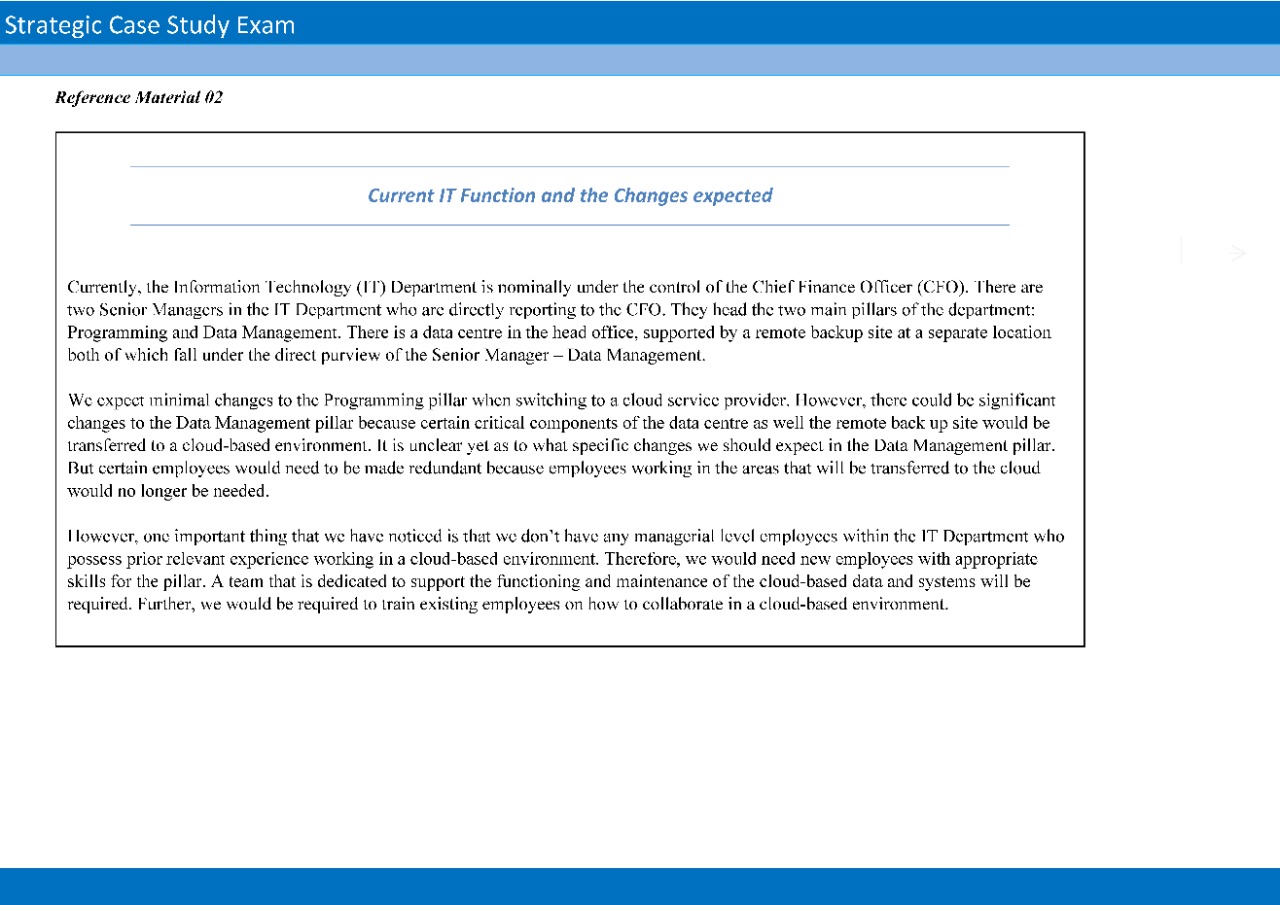 Strategic Case Study Exam
Reference Material 02
Current IT Function and the Changes expected
Currently, the Information Technology (IT) Department is nominally under the control of the Chief Finance Officer (CFO). There are
two Senior Managers in the IT Department who are directly reporting to the CFO. They head the two main pillars of the department:
Programming and Data Management. There is a data centre in the head office, supported by a remote backup site at a separate location
both of which fall under the direct purview of the Senior Manager – Data Management.
We expect minimal changes to the Programming pillar when switching to a cloud service provider. However, there could be significant
changes to the Data Management pillar because certain critical components of the data centre as well the remote back up site would be
transferred to a cloud-based environment. It is unclear yet as to what specific changes we should expect in the Data Management pillar.
But certain employees would need to be made redundant because employees working in the areas that will be transferred to the cloud
would no longer be needed.
However, one important thing that we have noticed is that we don't have any managerial level employees within the IT Department who
possess prior relevant experience working in a cloud-based environment. Therefore, we would need new employees with appropriate
skills for the pillar. A team that is dedicated to support the functioning and maintenance of the cloud-based data and systems will be
required. Further, we would be required to train existing employees on how to collaborate in a cloud-based environment.